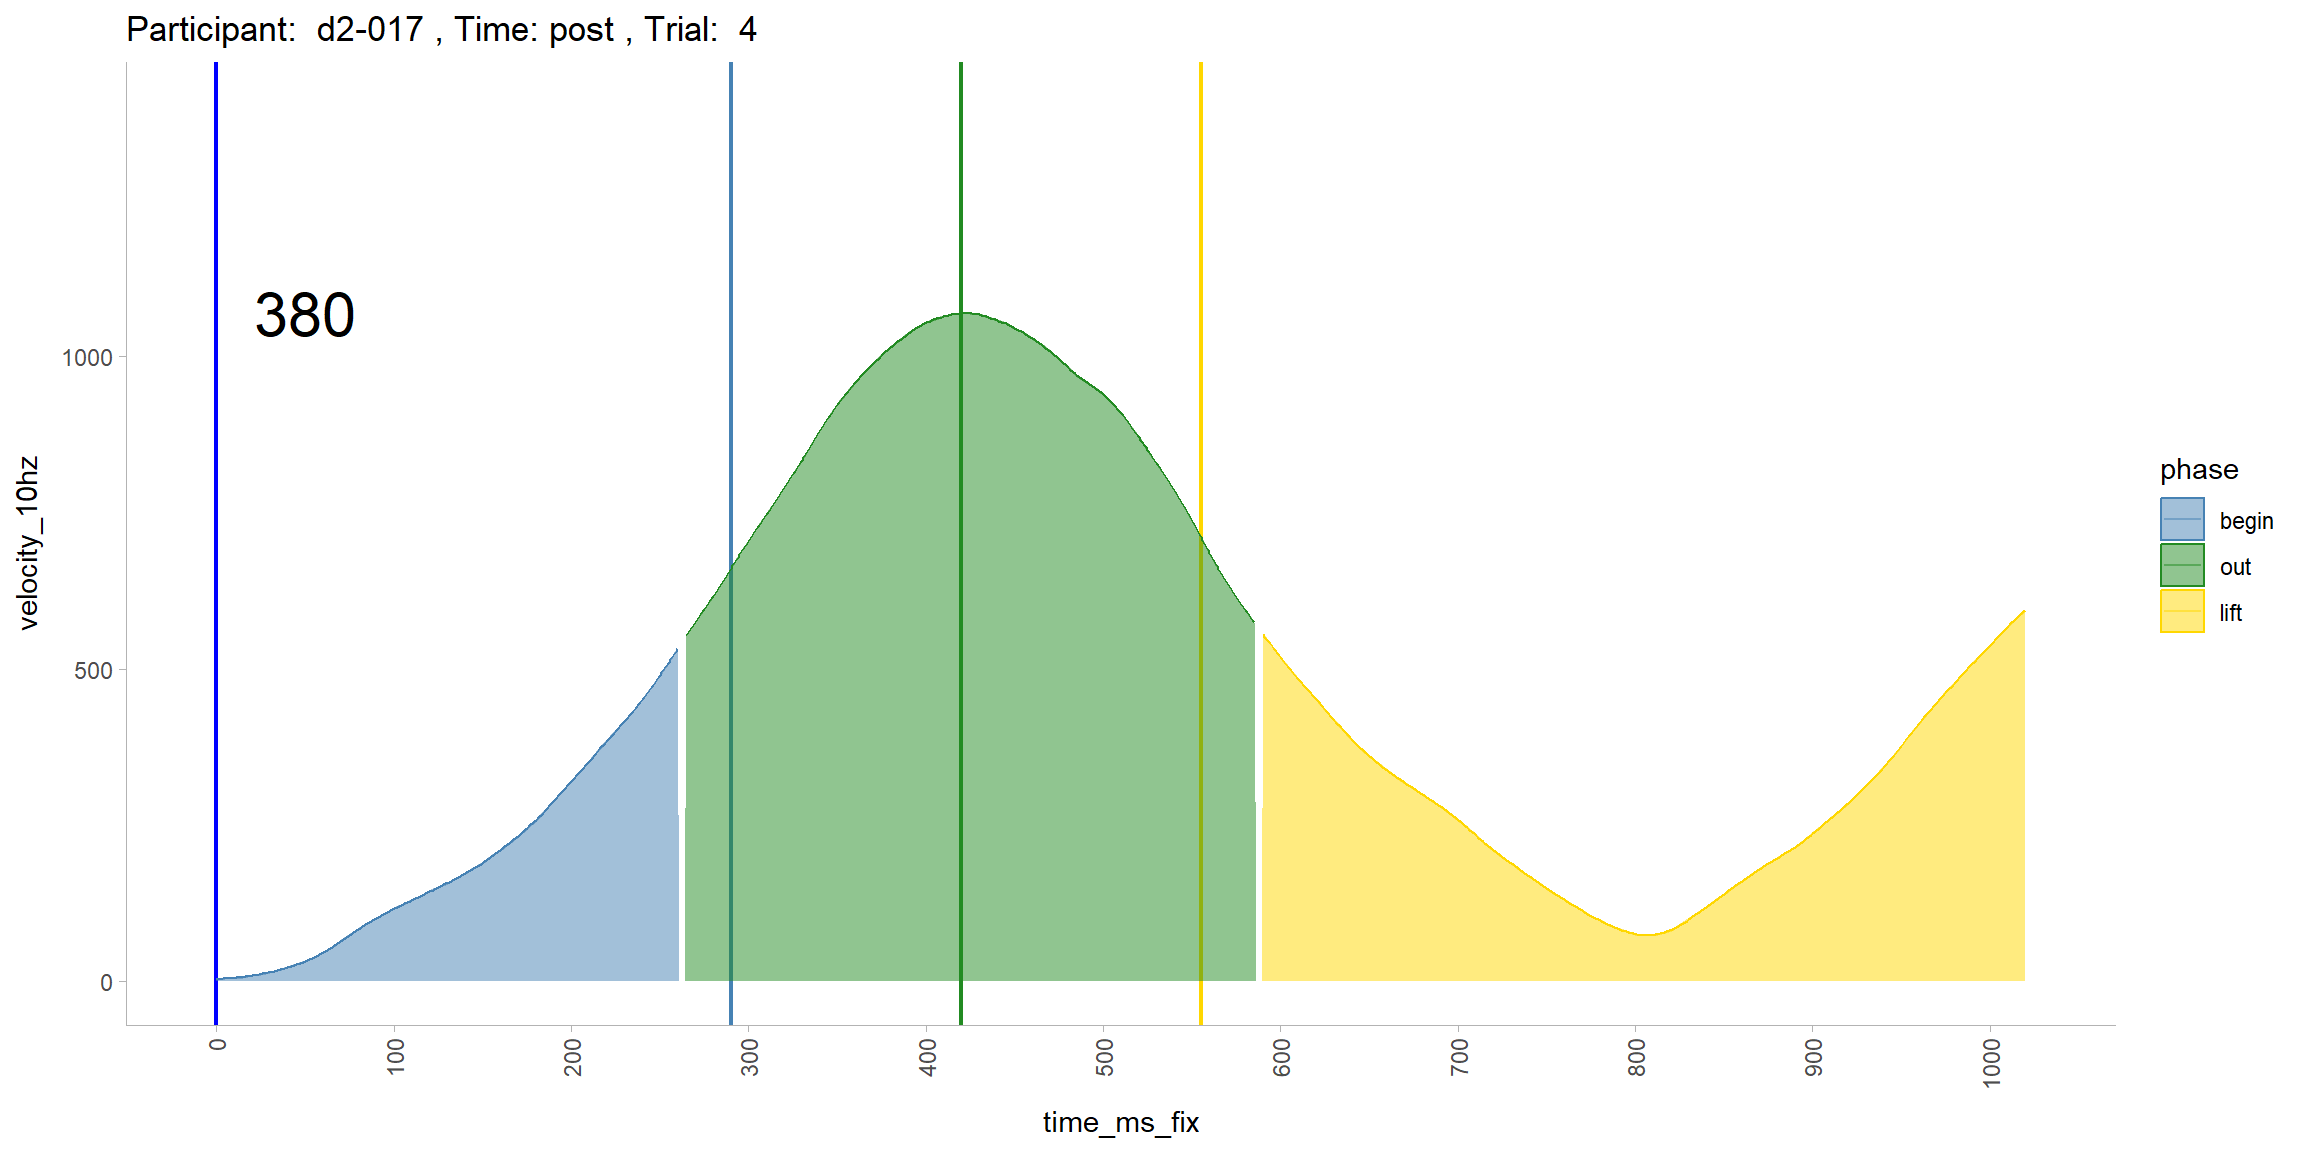 Participant:  d2-017 , Time: post , Trial:  4
380
1000
500
0
velocity_10hz
0
100
200
300
400
500
600
700
800
900
1000
time_ms_fix
phase
begin
out
lift